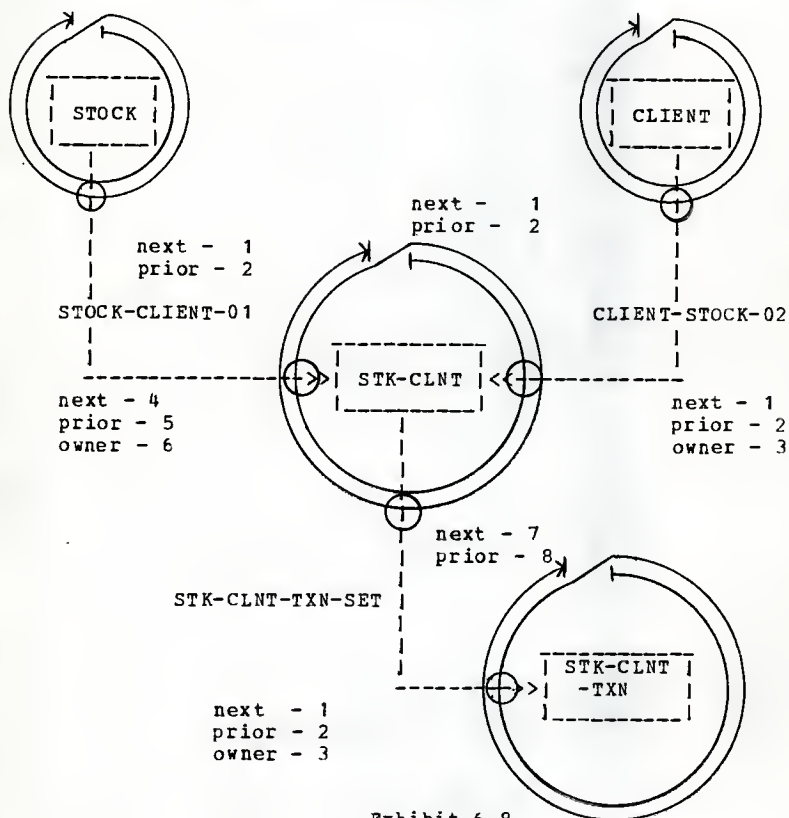 STOCK
CLIENT
next - 1
prior - 2
next - 1
prior - 2
STOCK-CLIENT-01
CLIENT-STOCK-02
STK-CLNT
next - 4
prior - 5
owner - 6
next - 1
prior - 2
owner - 3
next - 7
prior - 8
STK-CLNT-TXN-SET
STK-CLNT
-TXN
next - 1
prior - 2
owner - 3